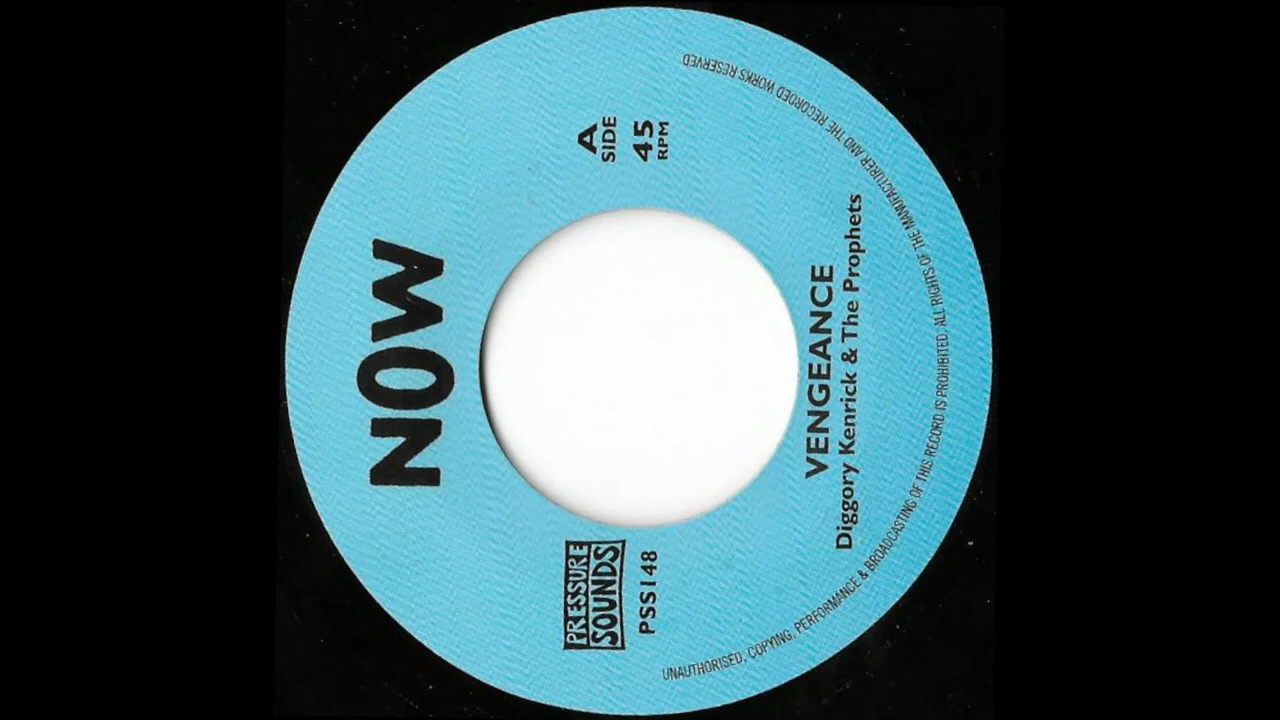 NOW
PRESSURE
SOUNDS
PSS148
A
SIDE
45
RPM
VENGEANCE
Diggory Kenrick & The Prophets
UNAUTHORISED, COPYING, PERFORMANCE & BROADCASTING OF THIS RECORD IS PROHIBITED. ALL RIGHTS OF THE MANUFACTURER AND THE RECORDED WORKS RESERVED